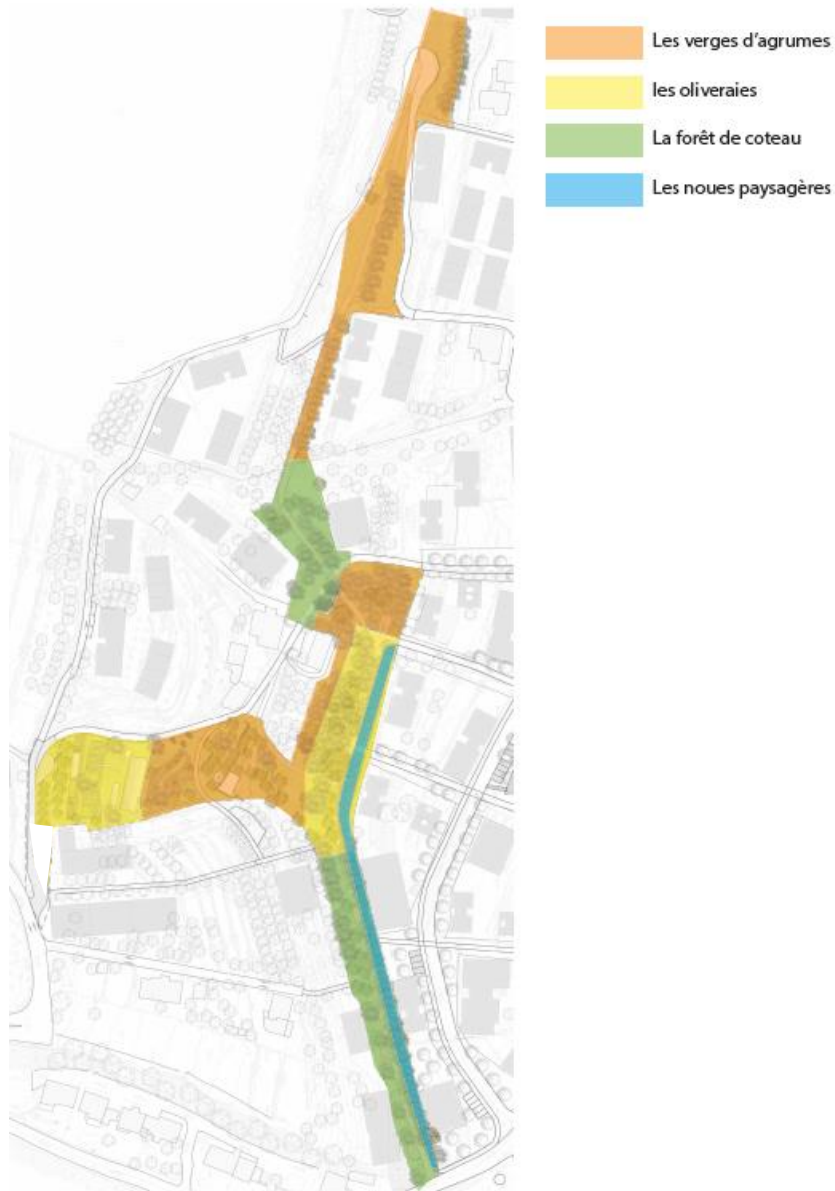 Les verges d'agrumes
les oliveraies
La forêt de coteau
Les noues paysagères